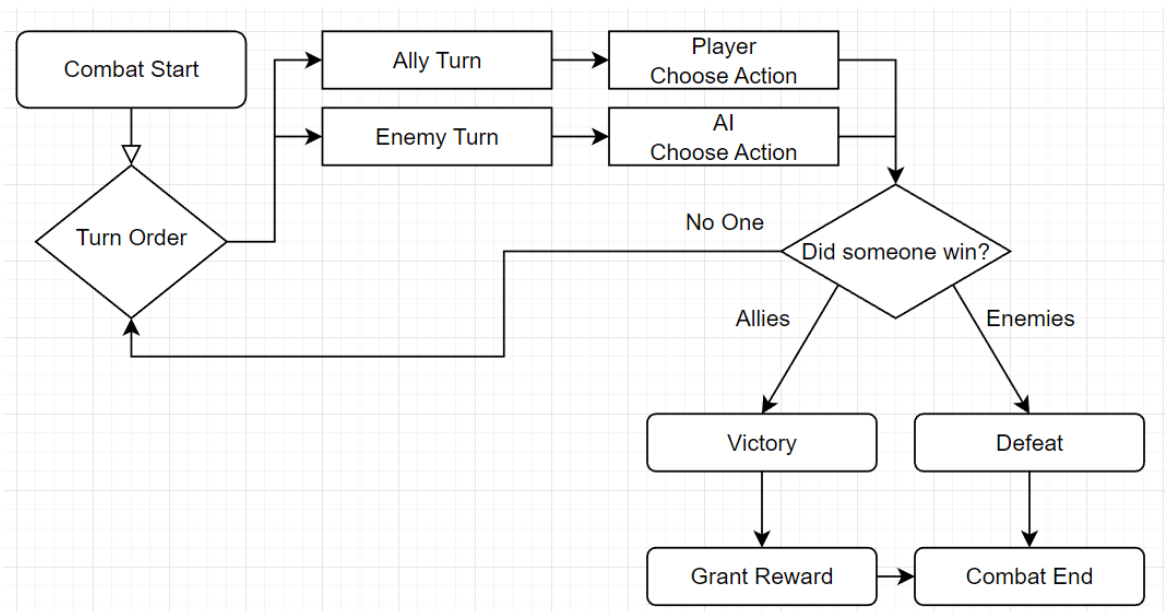 Combat Start
Ally Turn
Player
Choose Action
Enemy Turn
AI
Choose Action
Turn Order
No One
Did someone win?
Allies
Enemies
Victory
Defeat
Grant Reward
Combat End